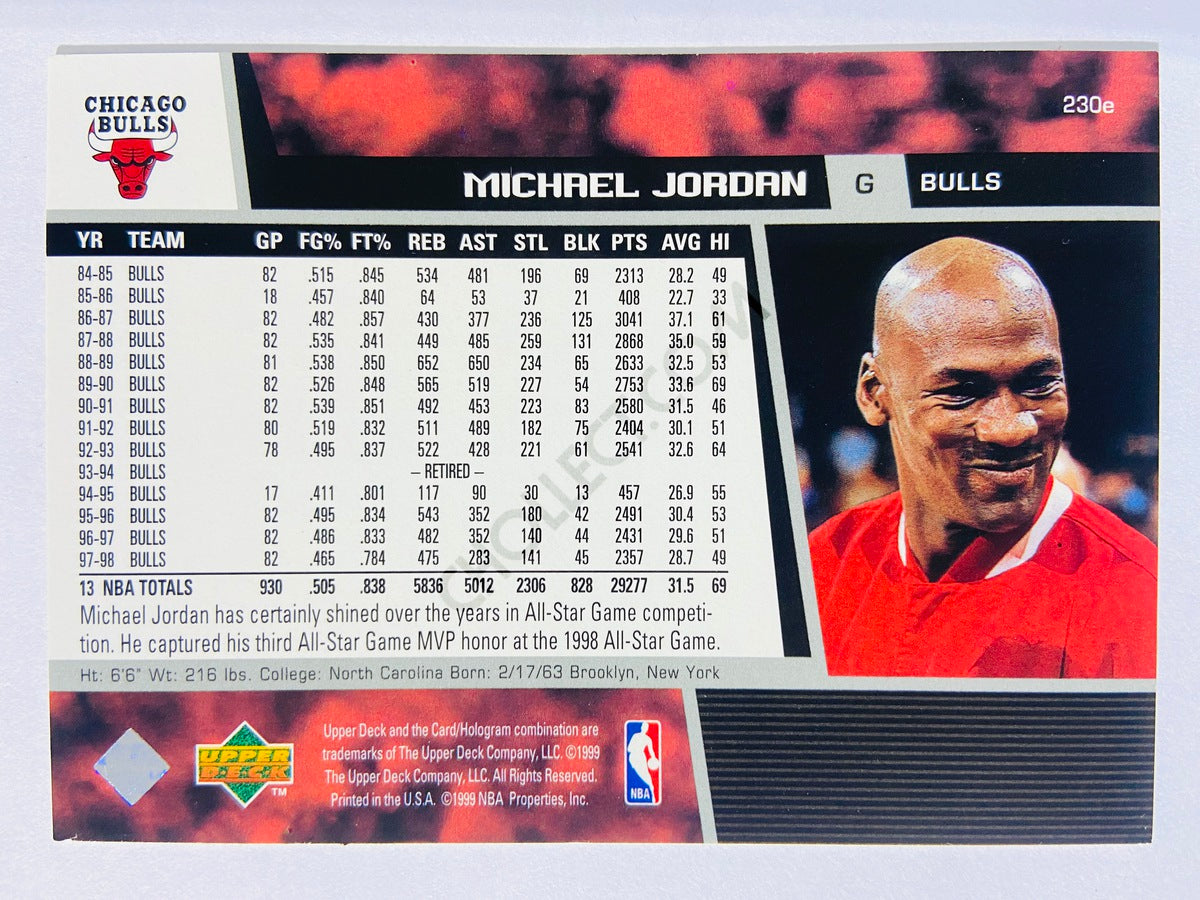 CHICAGO
BULLS
230e
MICHAEL JORDAN G BULLS
YR TEAM GP FG% FT% REB AST STL BLK PTS AVG HI
84-85 BULLS 82 .515 .845 534 481 196 69 2313 28.2 49
85-86 BULLS 18 .457 .840 64 53 37 21 408 22.7 33
86-87 BULLS 82 .482 .857 430 377 236 125 3041 37.1 61
87-88 BULLS 82 .535 .841 449 485 259 131 2868 35.0 59
88-89 BULLS 81 .538 .850 652 650 234 65 2633 32.5 53
89-90 BULLS 82 .526 .848 565 519 227 54 2753 33.6 69
90-91 BULLS 82 .539 .851 492 453 223 83 2580 31.5 46
91-92 BULLS 80 .519 .832 511 489 182 75 2404 30.1 51
92-93 BULLS 78 .495 .837 522 428 221 61 2541 32.6 64
93-94 BULLS – RETIRED –
94-95 BULLS 17 .411 .801 117 90 30 13 457 26.9 55
95-96 BULLS 82 .495 .834 543 352 180 42 2491 30.4 53
96-97 BULLS 82 .486 .833 482 352 140 44 2431 29.6 51
97-98 BULLS 82 .465 .784 475 283 141 45 2357 28.7 49
13 NBA TOTALS 930 .505 .838 5836 5012 2306 828 29277 31.5 69
Michael Jordan has certainly shined over the years in All-Star Game competi-
tion. He captured his third All-Star Game MVP honor at the 1998 All-Star Game.
Ht: 6'6" Wt: 216 lbs. College: North Carolina Born: 2/17/63 Brooklyn, New York
UPPER
DECK
TM
Upper Deck and the Card/Hologram combination are
trademarks of The Upper Deck Company, LLC. ©1999
The Upper Deck Company, LLC. All Rights Reserved.
Printed in the U.S.A. ©1999 NBA Properties, Inc.
NBA
CHOLLECT.COM